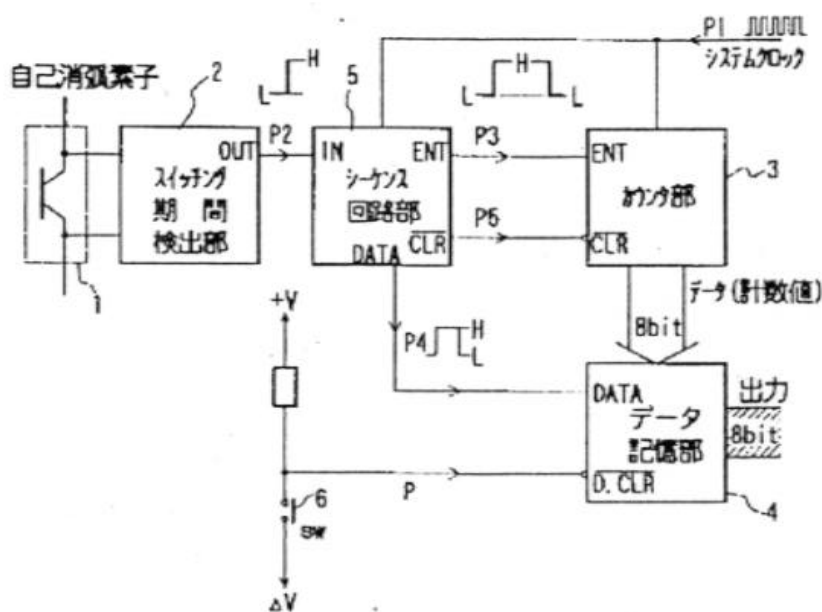 P1
システムクロック
H
L
H
L
L
自己消弧素子
2
5
P2
OUT
IN
ENT
P3
ENT
スイッチング
期間
検出部
シーケンス
回路部
カウンタ部
3
P5
CLR
CLR
DATA
1
データ(計数値)
8bit
+V
P4
H
L
DATA
データ
記憶部
出力
8bit
P
D.CLR
6
SW
4
△V